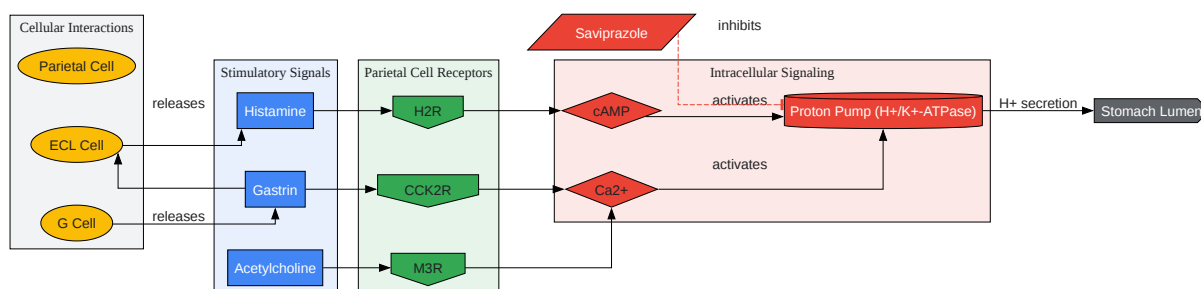 Cellular Interactions
Parietal Cell
ECL Cell
G Cell
releases
releases
Stimulatory Signals
Histamine
Gastrin
Acetylcholine
Parietal Cell Receptors
H2R
CCK2R
M3R
Saviprazole
inhibits
Intracellular Signaling
cAMP
activates
Proton Pump (H+/K+-ATPase)
Ca2+
activates
H+ secretion
Stomach Lumen